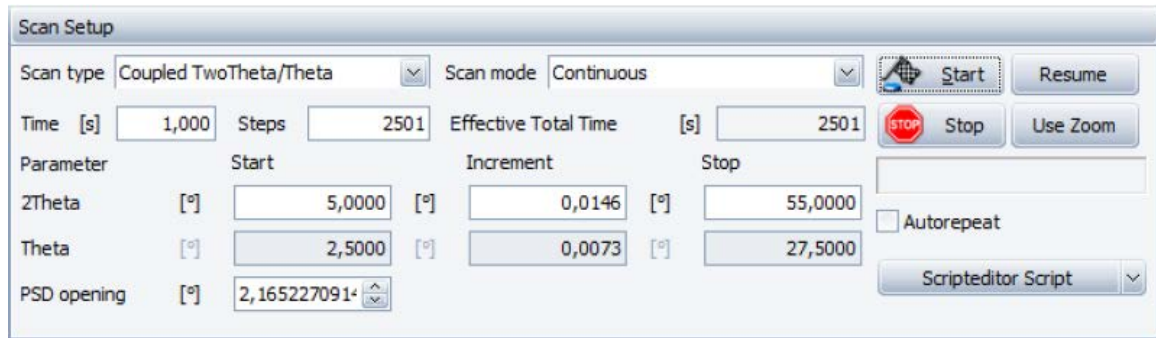 Scan Setup
Scan type Coupled TwoTheta/Theta Scan mode Continuous Start Resume
Time [s] 1,000 Steps 2501 Effective Total Time [s] 2501 STOP Stop Use Zoom
Parameter Start Increment Stop
2Theta [°] 5,0000 [°] 0,0146 [°] 55,0000
Autorepeat
Theta [°] 2,5000 [°] 0,0073 [°] 27,5000
Scripteditor Script
PSD opening [°] 2,165227091